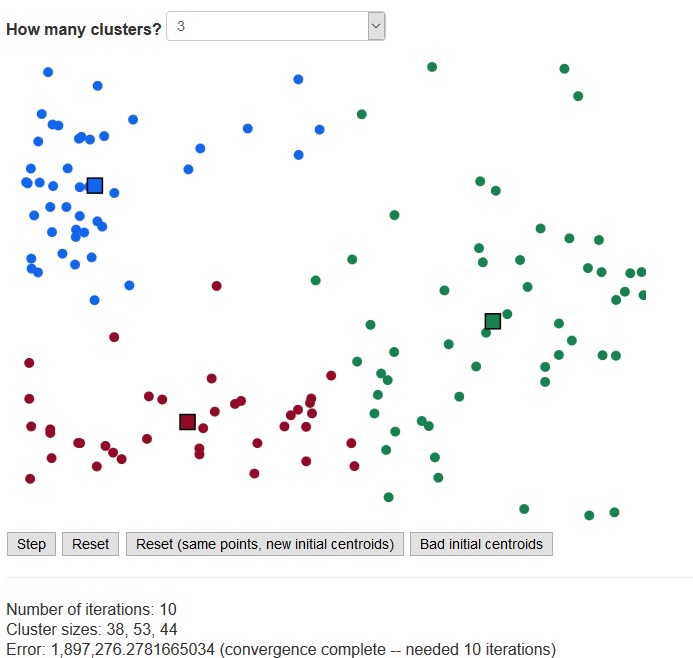 How many clusters? 3
Step Reset Reset (same points, new initial centroids) Bad initial centroids
Number of iterations: 10
Cluster sizes: 38, 53, 44
Error: 1,897,276.2781665034 (convergence complete -- needed 10 iterations)